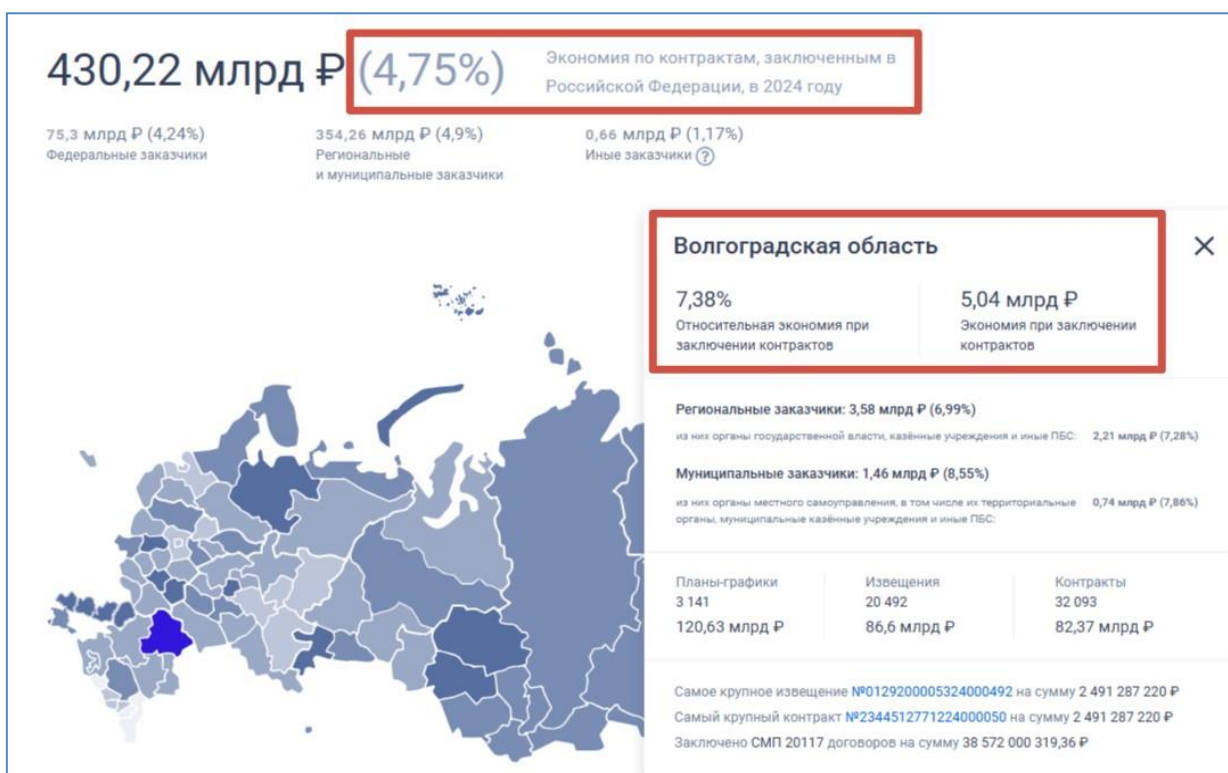 430,22 млрд ₽ (4,75%)
Экономия по контрактам, заключенным в
Российской Федерации, в 2024 году
75,3 млрд ₽ (4,24%)
Федеральные заказчики
354,26 млрд ₽ (4,9%)
Региональные
и муниципальные заказчики
0,66 млрд ₽ (1,17%)
Иные заказчики ?
Волгоградская область
7,38%
Относительная экономия при
заключении контрактов
5,04 млрд ₽
Экономия при заключении
контрактов
Региональные заказчики: 3,58 млрд ₽ (6,99%)
из них органы государственной власти, казённые учреждения и иные ПБС: 2,21 млрд ₽ (7,28%)
Муниципальные заказчики: 1,46 млрд ₽ (8,55%)
из них органы местного самоуправления, в том числе их территориальные 0,74 млрд ₽ (7,86%)
органы, муниципальные казённые учреждения и иные ПБС:
Планы-графики
3 141
120,63 млрд ₽
Извещения
20 492
86,6 млрд ₽
Контракты
32 093
82,37 млрд ₽
Самое крупное извещение №0129200005324000492 на сумму 2 491 287 220 ₽
Самый крупный контракт №2344512771224000050 на сумму 2 491 287 220 ₽
Заключено СМП 20117 договоров на сумму 38 572 000 319,36 ₽